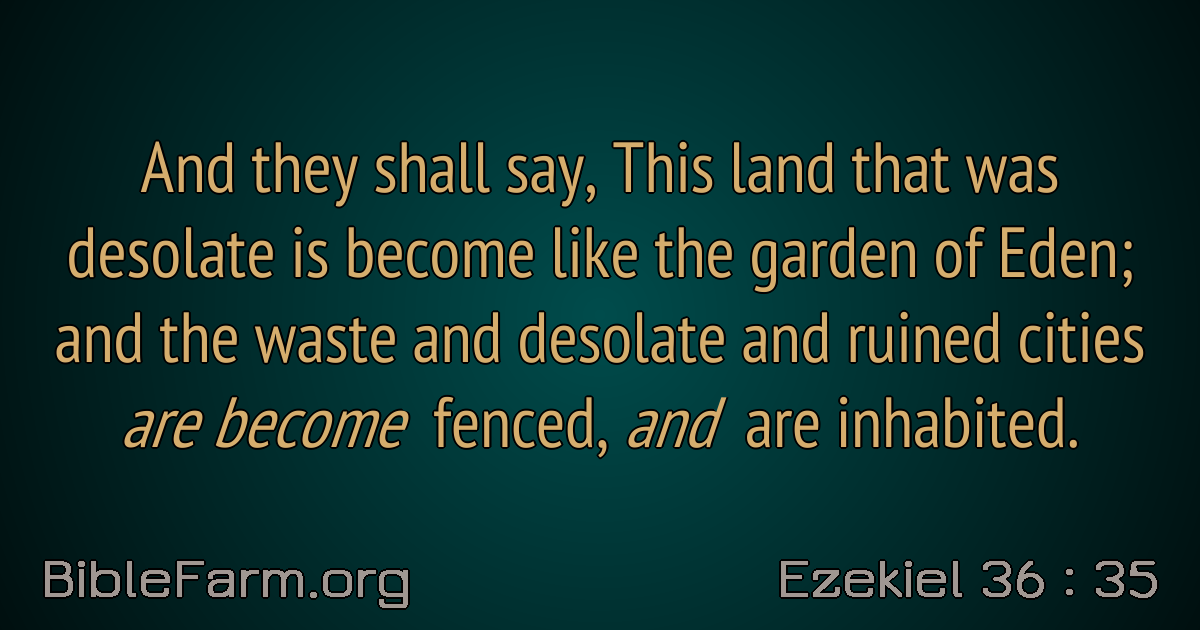 And they shall say, This land that was
desolate is become like the garden of Eden;
and the waste and desolate and ruined cities
are become fenced, and are inhabited.
BibleFarm.org
Ezekiel 36 : 35